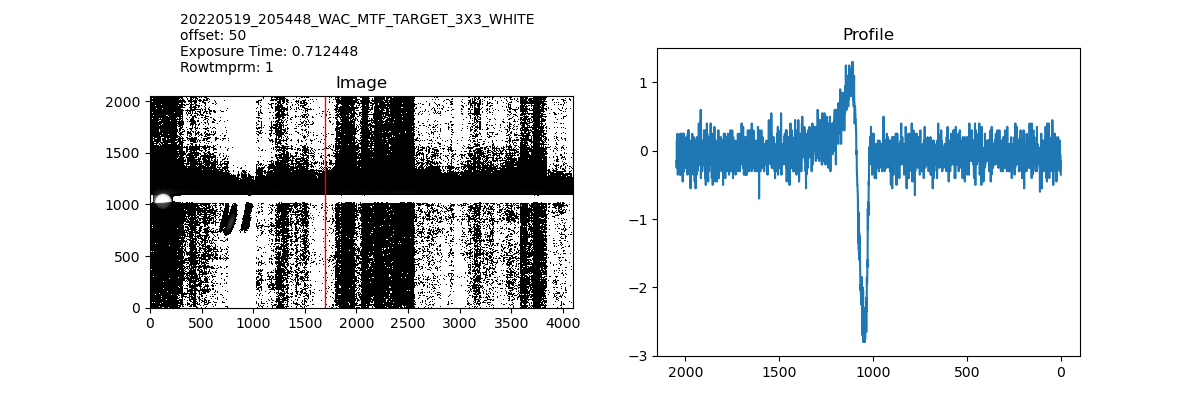 20220519_205448_WAC_MTF_TARGET_3X3_WHITE
offset: 50
Exposure Time: 0.712448
Rowtmprm: 1
Image
2000
1500
1000
500
0
0 500 1000 1500 2000 2500 3000 3500 4000
Profile
1
0
−1
−2
−3
2000 1500 1000 500 0